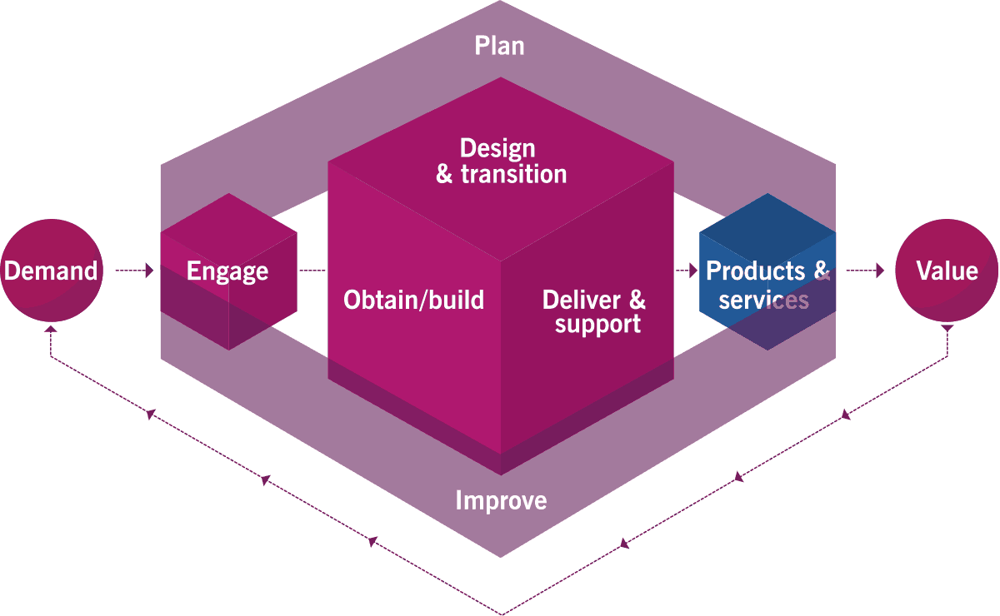 Plan
Design
& transition
Demand
Engage
Obtain/build
Deliver &
support
Products &
services
Value
Improve